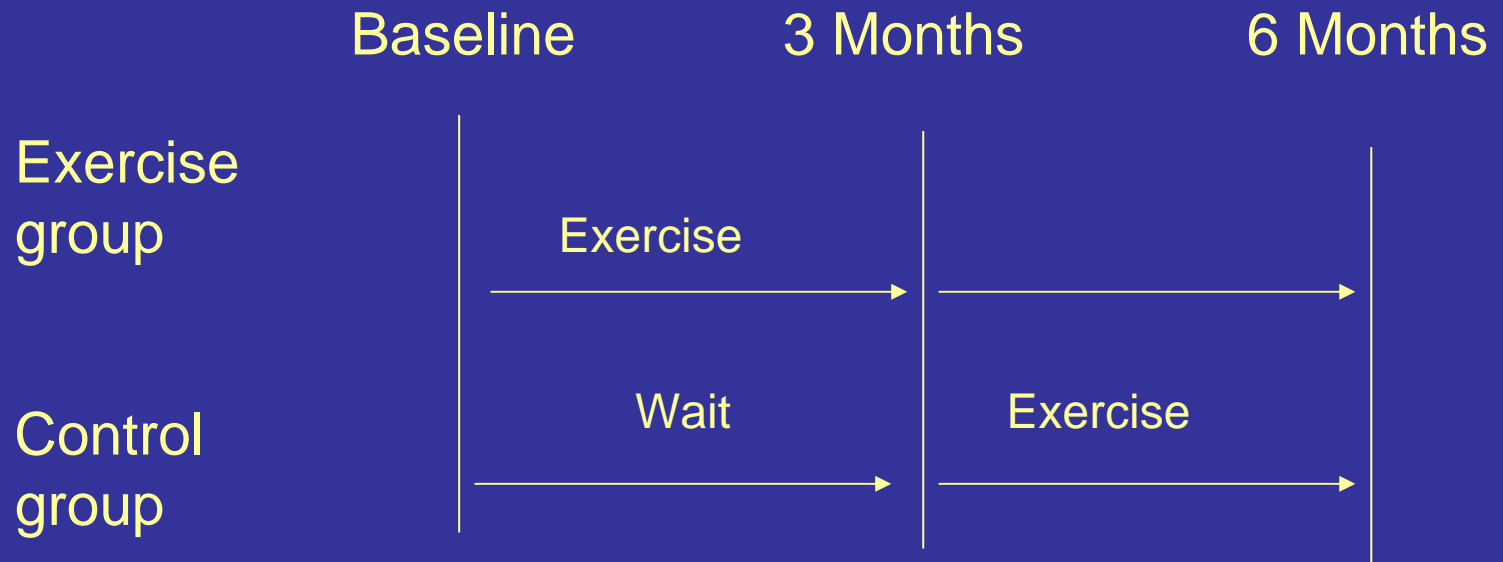 Baseline 3 Months 6 Months
Exercise
group
Exercise
Wait Exercise
Control
group